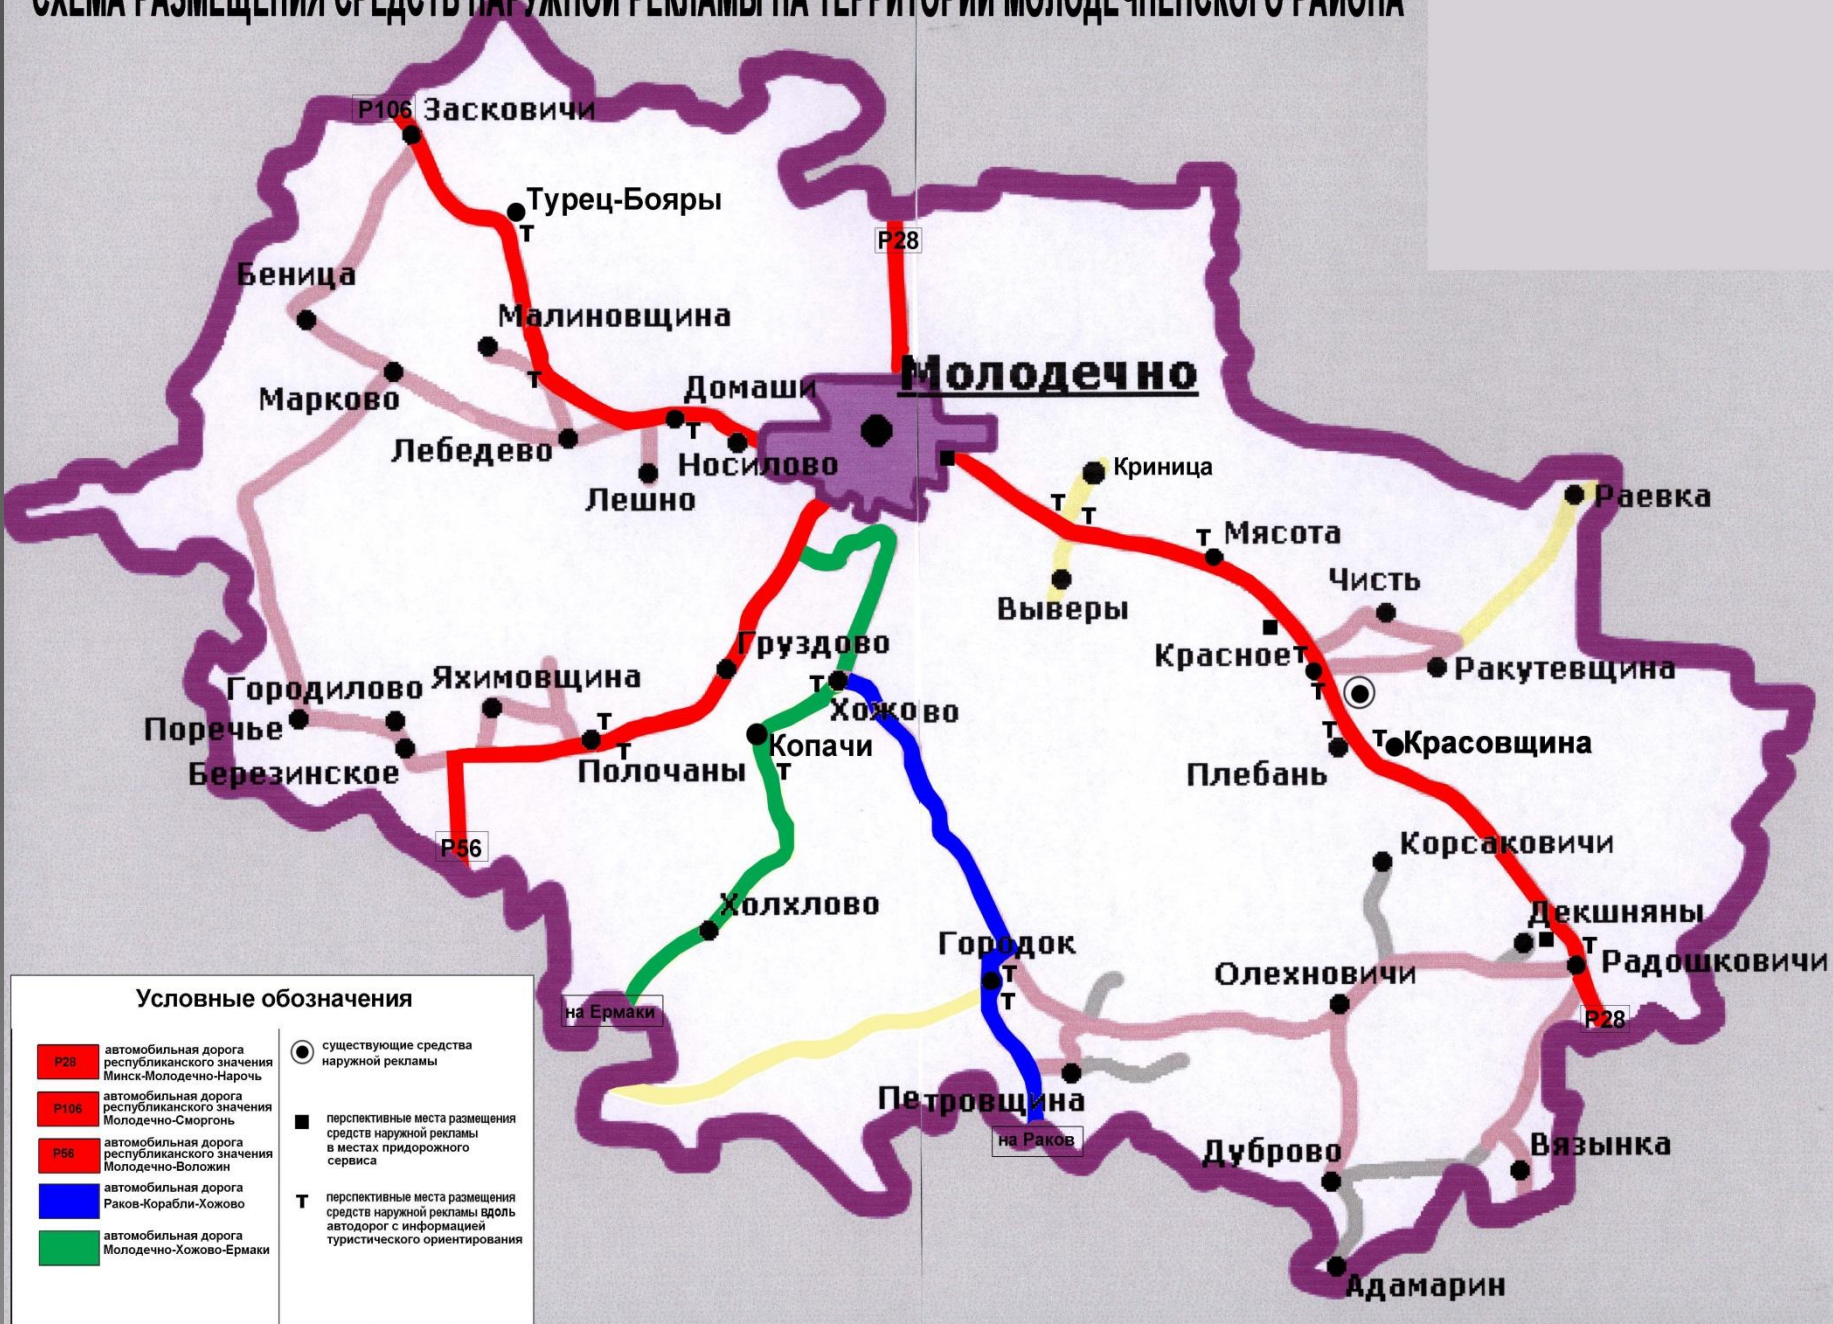 СХЕМА РАЗМЕЩЕНИЯ СРЕДСТВ НАРУЖНОЙ РЕКЛАМЫ НА ТЕРРИТОРИИ МОЛОДЕЧНЕНСКОГО РАЙОНА
Р106 Засковичи
Турец-Бояры
т
Р28
Беница
Малиновщина
Молодечно
т
Домаши
Марково
т
Лебедево
Носилово
Криница
Лешно
т
т
Раевка
т Мясота
Чисть
Выверы
Груздово
Красное т
Ракутевщина
Яхимовщина
Городилово
т
т
Хожово
Поречье
т
т
т
Копачи
т Красовщина
Березинское
Полочаны
т
Плебань
Р56
Корсаковичи
Холхлово
Декшняны
Городок
т
т
Олехновичи
Радошковичи
т
на Ермаки
Р28
Петровщина
на Раков
Дуброво
Вязынка
Адамарин
Условные обозначения
Р28
автомобильная дорога
республиканского значения
Минск-Молодечно-Нарочь
Р106
автомобильная дорога
республиканского значения
Молодечно-Сморгонь
Р56
автомобильная дорога
республиканского значения
Молодечно-Воложин
автомобильная дорога
Раков-Корабли-Хожово
автомобильная дорога
Молодечно-Хожово-Ермаки
существующие средства
наружной рекламы
перспективные места размещения
средств наружной рекламы
в местах придорожного
сервиса
т
перспективные места размещения
средств наружной рекламы вдоль
автодорог с информацией
туристического ориентирования